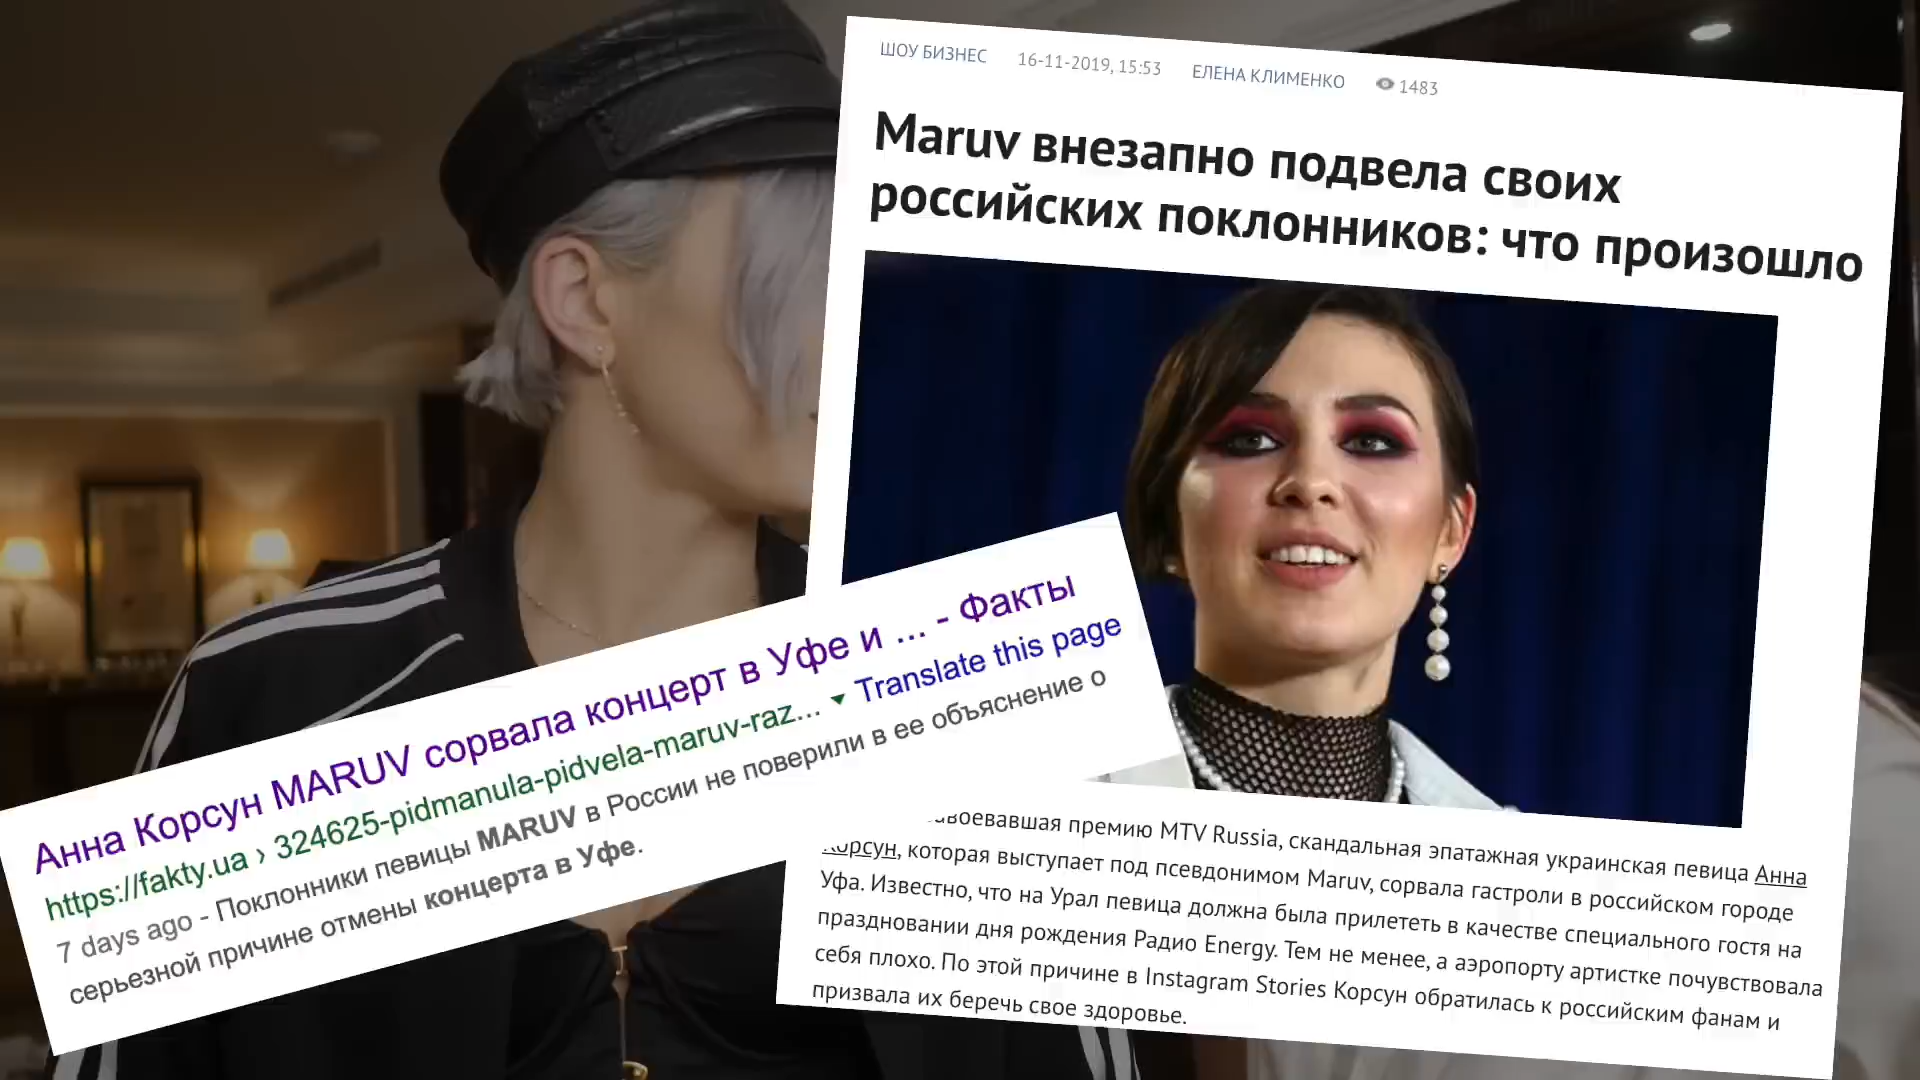 ШОУ БИЗНЕС 16-11-2019, 15:53 ЕЛЕНА КЛИМЕНКО 1483
Maruv внезапно подвела своих
российских поклонников: что произошло
Анна Корсун MARUV сорвала концерт в Уфе и ... - Факты
https://fakty.ua › 324625-pidmanula-pidvela-maruv-raz... Translate this page
7 days ago - Поклонники певицы MARUV в России не поверили в ее объяснение о
серьезной причине отмены концерта в Уфе.
премию MTV Russia, скандальная эпатажная украинская певица Анна
Корсун, которая выступает под псевдонимом Maruv, сорвала гастроли в российском городе
Уфа. Известно, что на Урал певица должна была прилететь в качестве специального гостя на
праздновании дня рождения Радио Energy. Тем не менее, а аэропорту артистке почувствовала
себя плохо. По этой причине в Instagram Stories Корсун обратилась к российским фанам и
призвала их беречь свое здоровье.